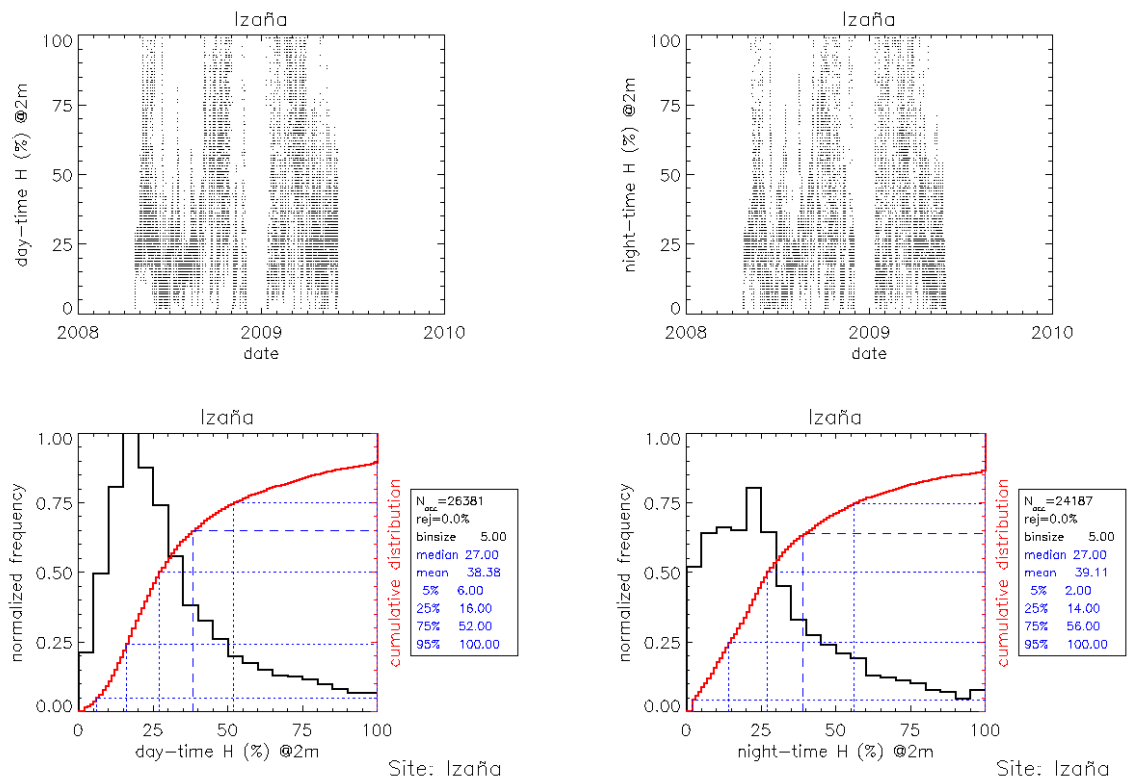 Izaña
100
75
50
25
0
day-time H (%) @2m
2008
2009
2010
date
Izaña
100
75
50
25
0
night-time H (%) @2m
2008
2009
2010
date
Izaña
1.00
0.75
0.50
0.25
0.00
normalized frequency
cumulative distribution
0
25
50
75
100
day-time H (%) @2m
N acc =26381
rej=0.0%
binsize 5.00
median 27.00
mean 38.38
5% 6.00
25% 16.00
75% 52.00
95% 100.00
Site: Izaña
Izaña
1.00
0.75
0.50
0.25
0.00
normalized frequency
cumulative distribution
0
25
50
75
100
night-time H (%) @2m
N acc =24187
rej=0.0%
binsize 5.00
median 27.00
mean 39.11
5% 2.00
25% 14.00
75% 56.00
95% 100.00
Site: Izaña